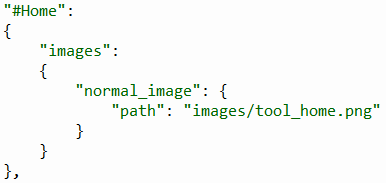 "#Home":
{
    "images":
    {
        "normal_image": {
            "path": "images/tool_home.png"
        }
    }
},